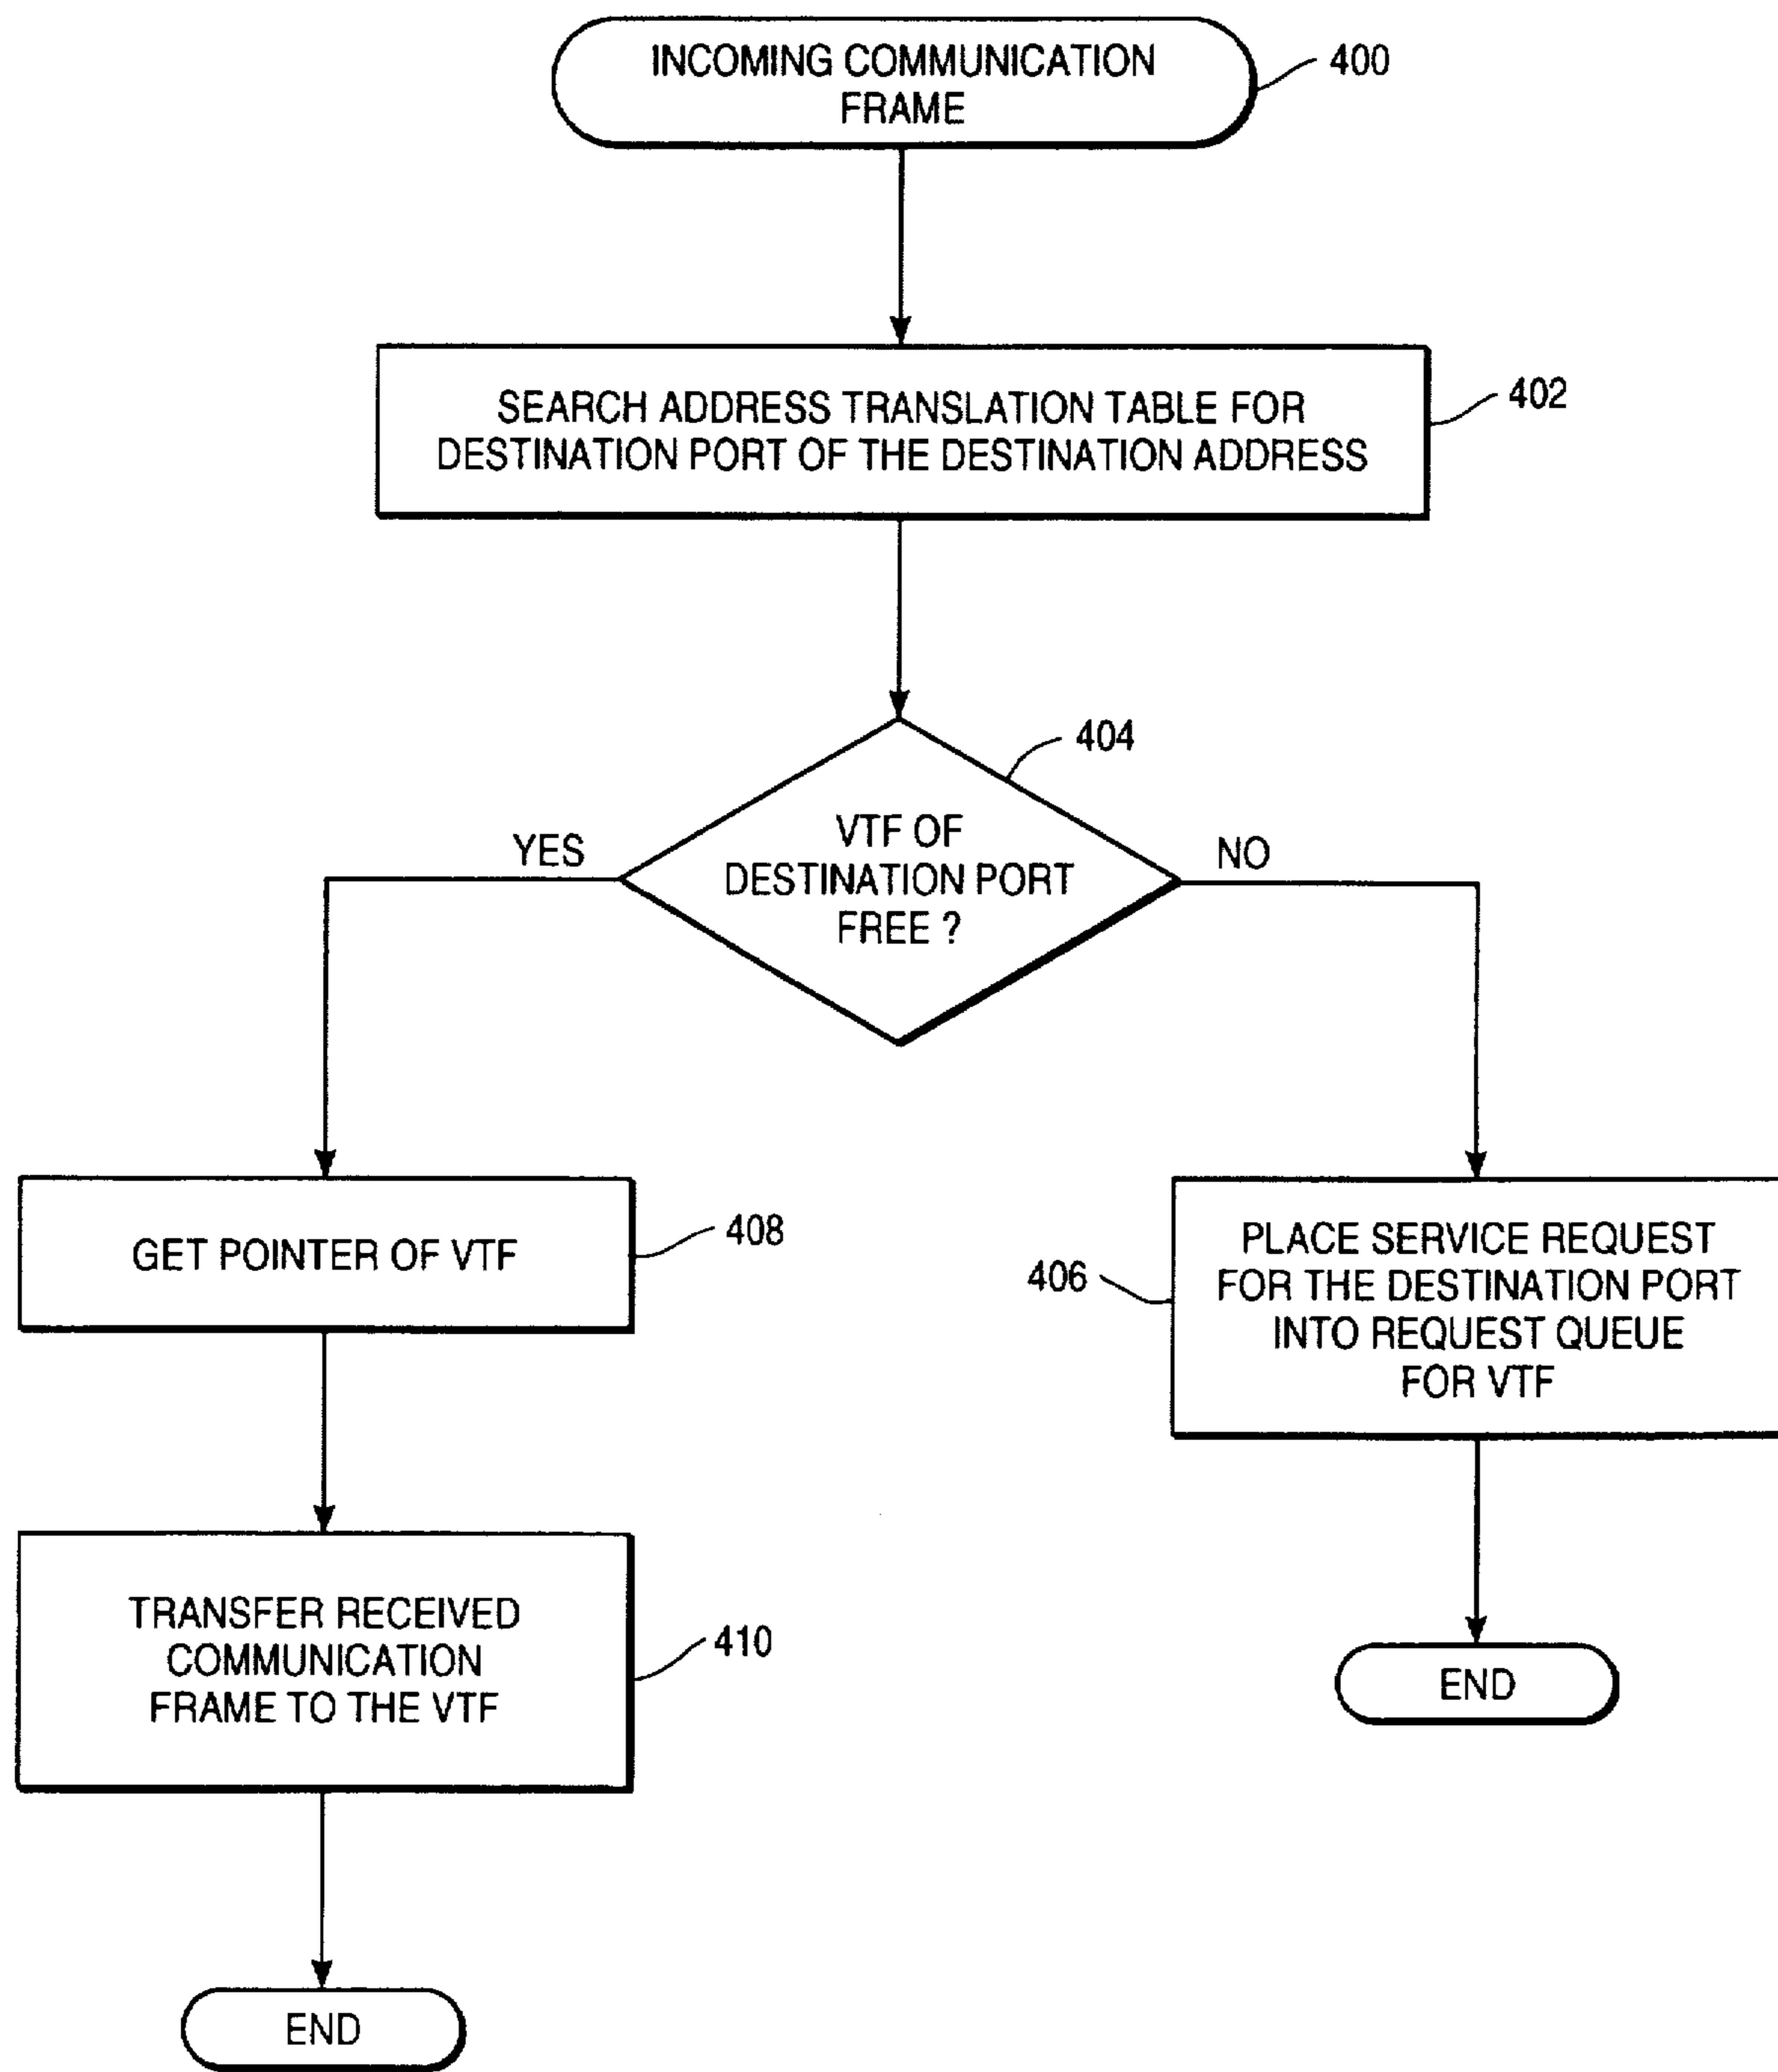 INCOMING COMMUNICATION
FRAME
400
SEARCH ADDRESS TRANSLATION TABLE FOR
DESTINATION PORT OF THE DESTINATION ADDRESS
402
404
VTF OF
DESTINATION PORT
FREE ?
YES
NO
GET POINTER OF VTF
408
PLACE SERVICE REQUEST
FOR THE DESTINATION PORT
INTO REQUEST QUEUE
FOR VTF
406
TRANSFER RECEIVED
COMMUNICATION
FRAME TO THE VTF
410
END
END